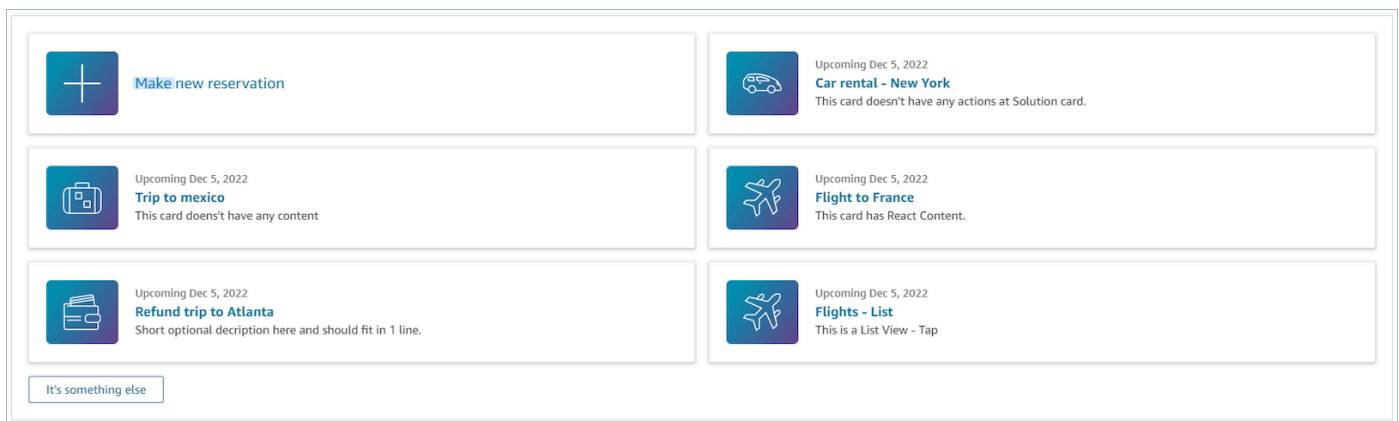 Make new reservation
Upcoming Dec 5, 2022
Car rental - New York
This card doesn't have any actions at Solution card.
Upcoming Dec 5, 2022
Trip to mexico
This card doens't have any content
Upcoming Dec 5, 2022
Flight to France
This card has React Content.
Upcoming Dec 5, 2022
Refund trip to Atlanta
Short optional decription here and should fit in 1 line.
Upcoming Dec 5, 2022
Flights - List
This is a List View - Tap
It's something else